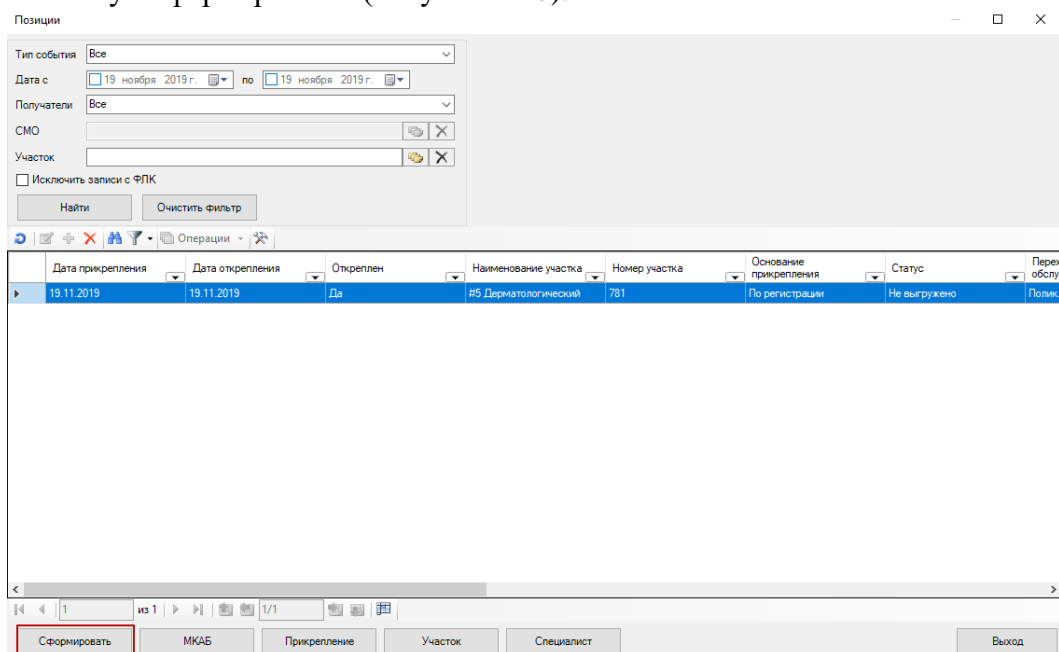 Позиции
Тип события Все
Дата с 19 ноября 2019 г. по 19 ноября 2019 г.
Получатели Все
СМО
Участок
Исключить записи с ФЛК
Найти Очистить фильтр
Операции
Дата прикрепления Дата открепления Откреплен Наименование участка Номер участка Основание прикрепления Статус
19.11.2019 19.11.2019 Да #5 Дерматологический 781 По регистрации Не выгружено
1 из 1 1/1
Сформировать МКАБ Прикрепление Участок Специалист Выход